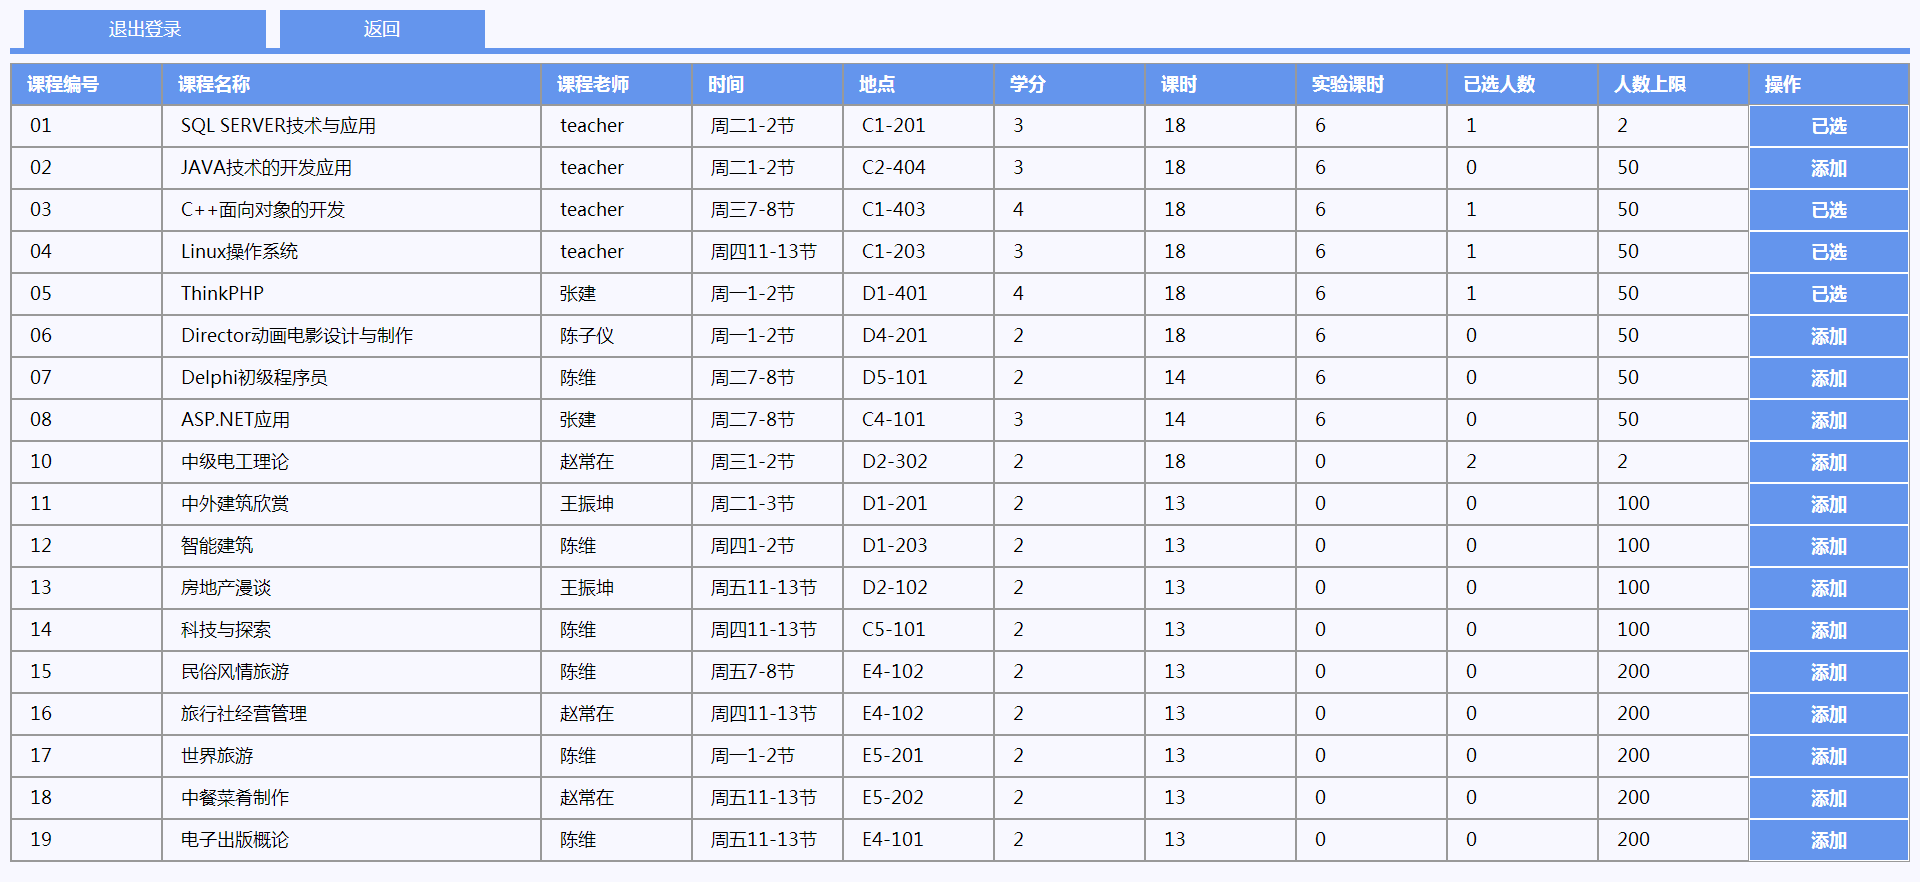 退出登录 返回
课程编号 课程名称 课程老师 时间 地点 学分 课时 实验课时 已选人数 人数上限 操作
01 SQL SERVER技术与应用 teacher 周二1-2节 C1-201 3 18 6 1 2 已选
02 JAVA技术的开发应用 teacher 周二1-2节 C2-404 3 18 6 0 50 添加
03 C++面向对象的开发 teacher 周三7-8节 C1-403 4 18 6 1 50 已选
04 Linux操作系统 teacher 周四11-13节 C1-203 3 18 6 1 50 已选
05 ThinkPHP 张建 周一1-2节 D1-401 4 18 6 1 50 已选
06 Director动画电影设计与制作 陈子仪 周一1-2节 D4-201 2 18 6 0 50 添加
07 Delphi初级程序员 陈维 周二7-8节 D5-101 2 14 6 0 50 添加
08 ASP.NET应用 张建 周二7-8节 C4-101 3 14 6 0 50 添加
10 中级电工理论 赵常在 周三1-2节 D2-302 2 18 0 2 2 添加
11 中外建筑欣赏 王振坤 周二1-3节 D1-201 2 13 0 0 100 添加
12 智能建筑 陈维 周四1-2节 D1-203 2 13 0 0 100 添加
13 房地产漫谈 王振坤 周五11-13节 D2-102 2 13 0 0 100 添加
14 科技与探索 陈维 周四11-13节 C5-101 2 13 0 0 100 添加
15 民俗风情旅游 陈维 周五7-8节 E4-102 2 13 0 0 200 添加
16 旅行社经营管理 赵常在 周四11-13节 E4-102 2 13 0 0 200 添加
17 世界旅游 陈维 周一1-2节 E5-201 2 13 0 0 200 添加
18 中餐菜肴制作 赵常在 周五11-13节 E5-202 2 13 0 0 200 添加
19 电子出版概论 陈维 周五11-13节 E4-101 2 13 0 0 200 添加